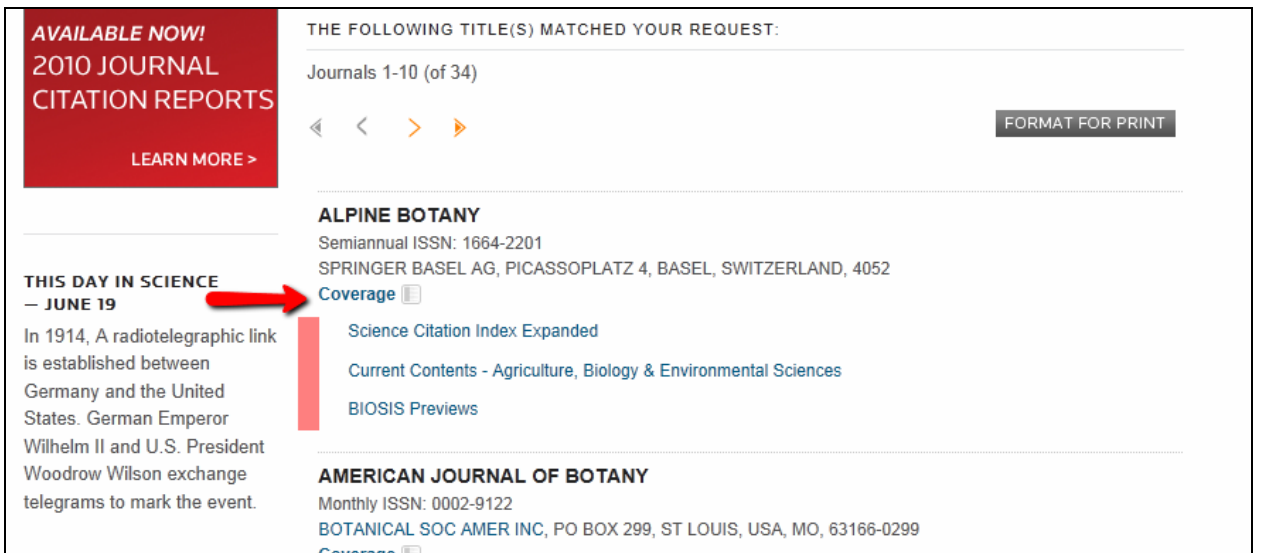 AVAILABLE NOW!
2010 JOURNAL
CITATION REPORTS
LEARN MORE >
THIS DAY IN SCIENCE
— JUNE 19
In 1914, A radiotelegraphic link
is established between
Germany and the United
States. German Emperor
Wilhelm II and U.S. President
Woodrow Wilson exchange
telegrams to mark the event.
THE FOLLOWING TITLE(S) MATCHED YOUR REQUEST:
Journals 1-10 (of 34)
FORMAT FOR PRINT
ALPINE BOTANY
Semiannual ISSN: 1664-2201
SPRINGER BASEL AG, PICASSOPLATZ 4, BASEL, SWITZERLAND, 4052
Coverage
Science Citation Index Expanded
Current Contents - Agriculture, Biology & Environmental Sciences
BIOSIS Previews
AMERICAN JOURNAL OF BOTANY
Monthly ISSN: 0002-9122
BOTANICAL SOC AMER INC, PO BOX 299, ST LOUIS, USA, MO, 63166-0299
Coverage